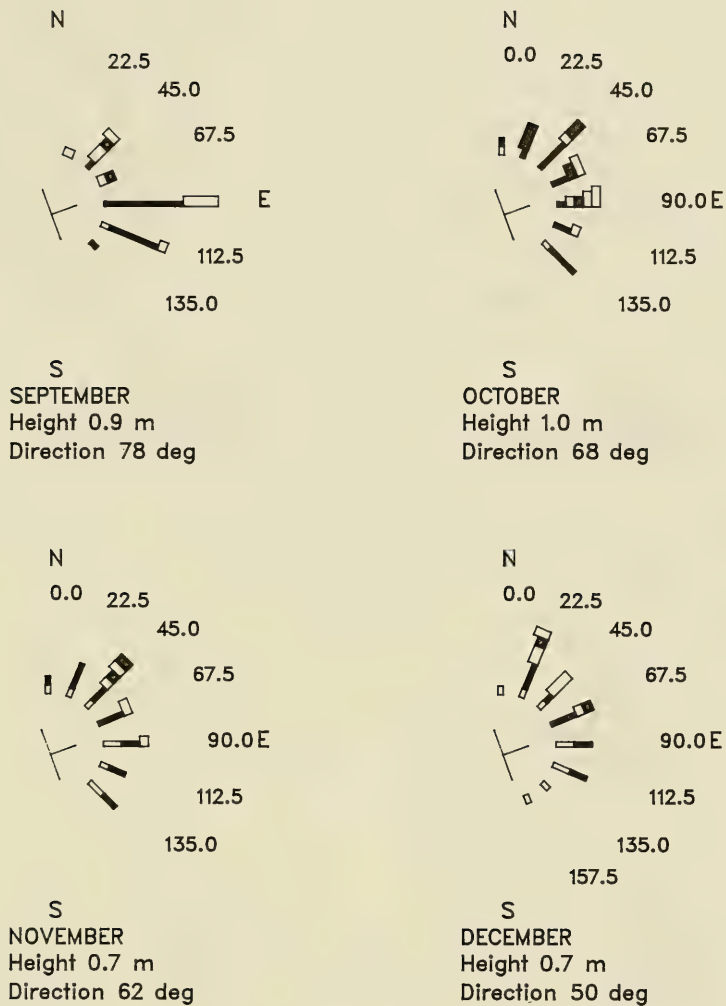 N
22.5
45.0
67.5
E
112.5
135.0
S
SEPTEMBER
Height 0.9 m
Direction 78 deg
N
0.0
22.5
45.0
67.5
90.0 E
112.5
135.0
S
OCTOBER
Height 1.0 m
Direction 68 deg
N
0.0
22.5
45.0
67.5
90.0 E
112.5
135.0
S
NOVEMBER
Height 0.7 m
Direction 62 deg
N
0.0
22.5
45.0
67.5
90.0 E
112.5
135.0
157.5
S
DECEMBER
Height 0.7 m
Direction 50 deg